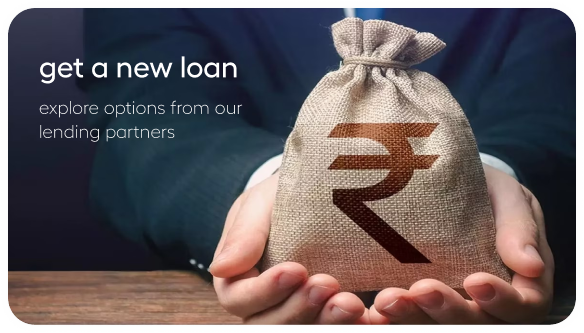 get a new loan
explore options from our
lending partners
₹